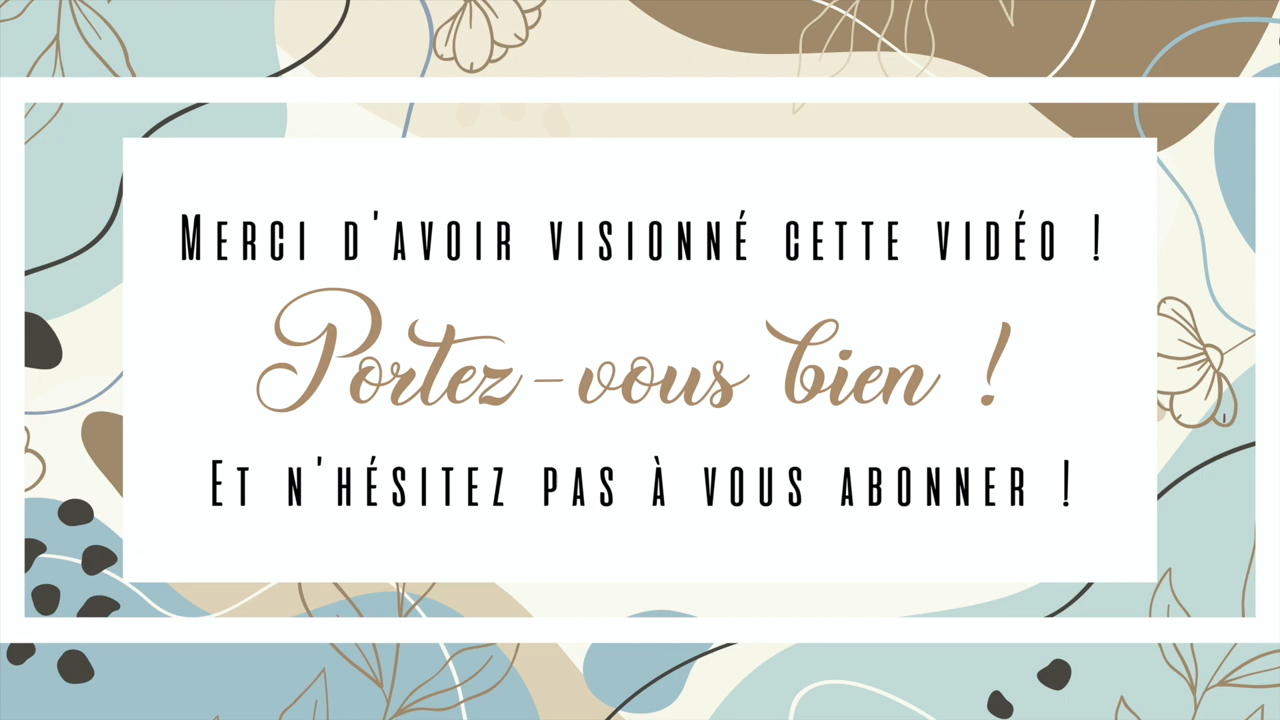 Merci d'avoir visionné cette vidéo !
Portez-vous bien !
Et n'hésitez pas à vous abonner !